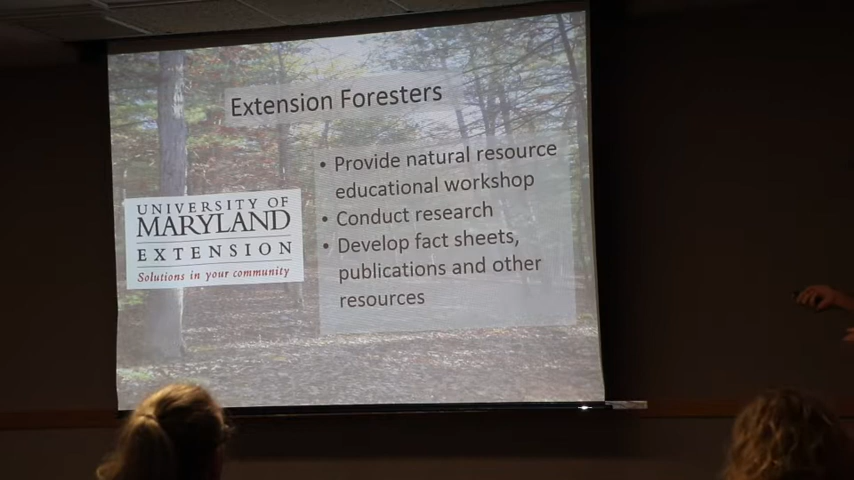 Extension Foresters
UNIVERSITY OF
MARYLAND
EXTENSION
Solutions in your community
• Provide natural resource
educational workshop
• Conduct research
• Develop fact sheets,
publications and other
resources